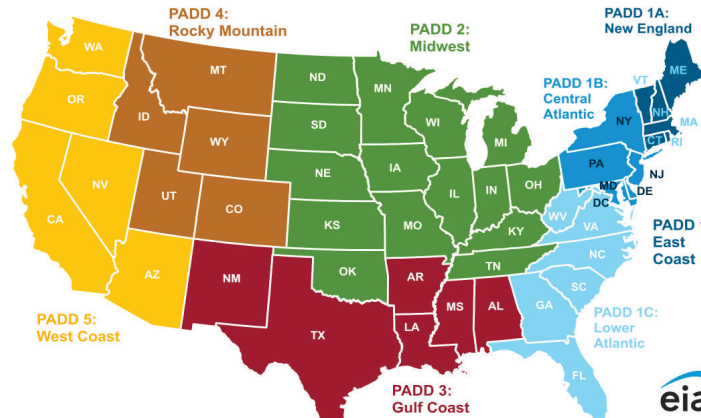 PADD 4:
Rocky Mountain
PADD 2:
Midwest
PADD 1A:
New England
WA
MT
ND
MN
ME
VT
PADD 1B:
Central
Atlantic
OR
ID
SD
WI
NH
MA
NY
WY
MI
CT
RI
IA
PA
NE
NJ
NV
OH
IL
IN
MD
DE
UT
CO
DC
CA
KS
MO
WV
VA
KY
PADD 1
East
Coast
NC
TN
AZ
OK
AR
NM
SC
PADD 5:
West Coast
MS
AL
GA
PADD 1C:
Lower
Atlantic
LA
TX
FL
PADD 3:
Gulf Coast
eia